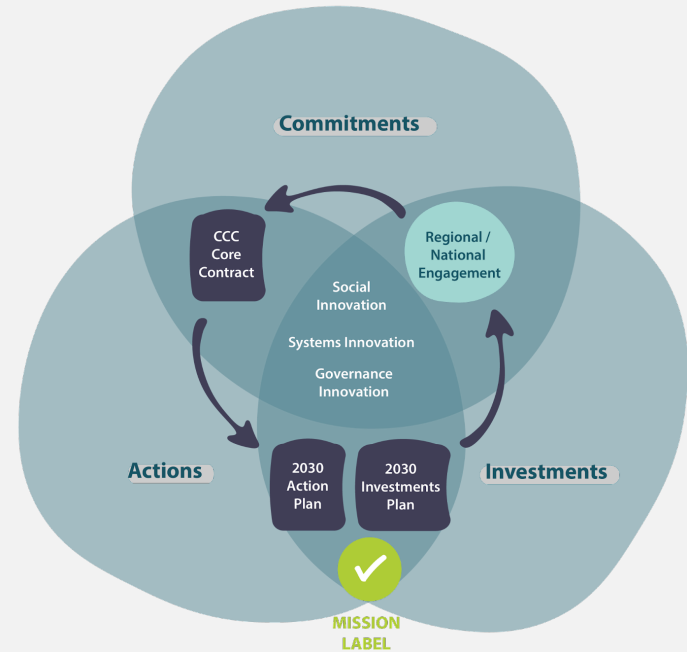 Commitments
CCC
Core
Contract
Regional /
National
Engagement
Social
Innovation
Systems Innovation
Governance
Innovation
Actions
2030
Action
Plan
2030
Investments
Plan
Investments
MISSION
LABEL